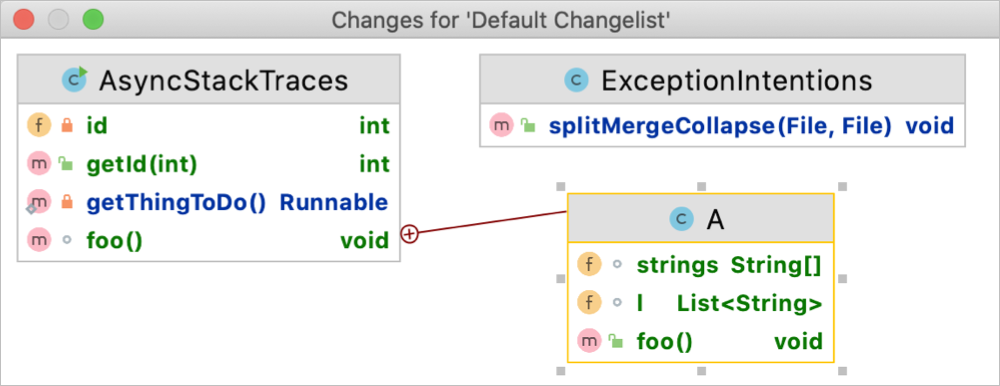 Changes for 'Default Changelist'
AsyncStackTraces
id int
getId(int) int
getThingToDo() Runnable
foo() void
ExceptionIntentions
splitMergeCollapse(File, File) void
A
strings String[]
l List<String>
foo() void